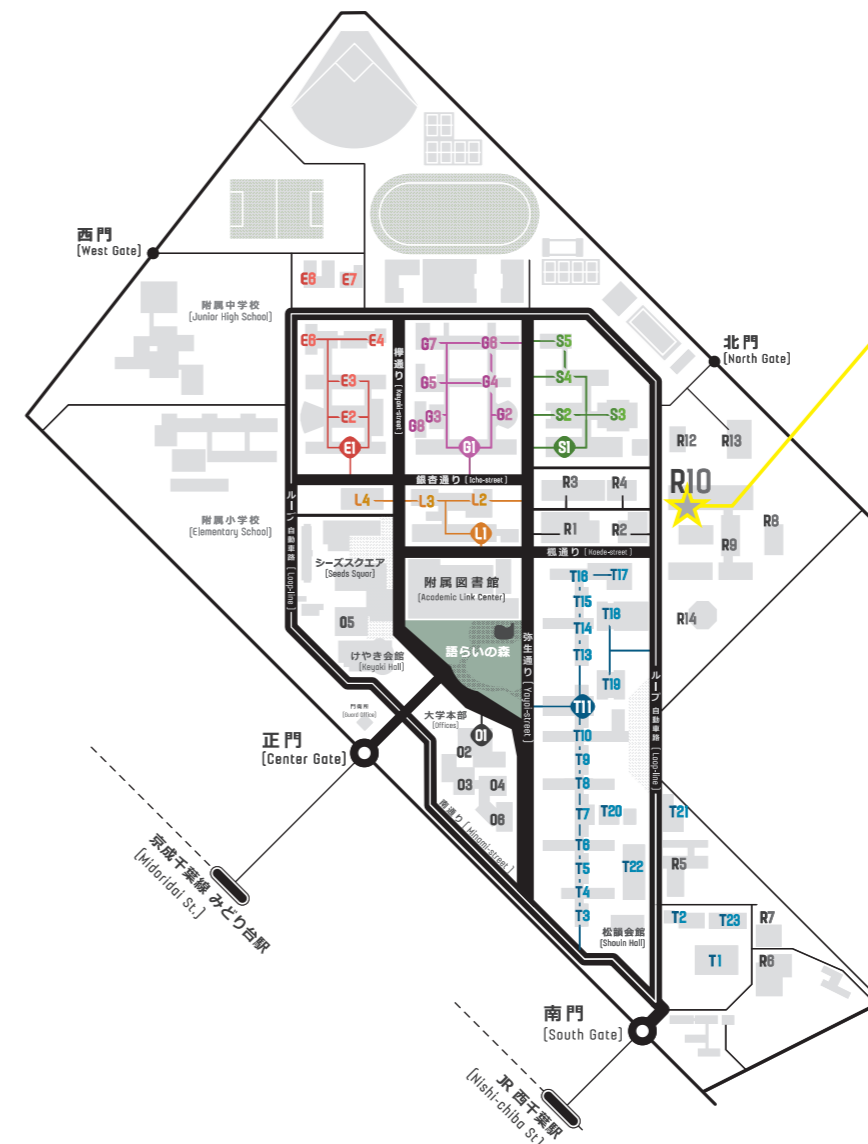 西門
[West Gate]
附属中学校
[Junior High School]
E6
E7
E8
E4
E3
E2
E1
欅通り [Keyaki-street]
G7
G6
G5
G4
G3
G8
G2
G1
S5
S4
S2
S3
S1
北門
[North Gate]
R12
R13
R10
R9
R8
R14
銀杏通り [Icho-street]
L4
L3
L2
L1
R3
R4
R1
R2
楓通り [Kaede-street]
附属小学校
[Elementary School]
ループ 自動車路 [Loop-line]
シーズスクエア
[Seeds Squar]
O5
けやき会館
[Keyaki Hall]
附属図書館
[Academic Link Center]
語らいの森
弥生通り [Yayoi-street]
T16
T17
T15
T18
T14
T13
T19
T11
T10
T9
T8
T7
T20
T6
T5
T22
T4
T3
ループ 自動車路 [Loop-line]
門衛所
[Guard Office]
大学本部
[Offices]
O1
O2
O3
O4
O6
南通り [Minami-street]
正門
[Center Gate]
京成千葉線 みどり台駅
[Midoridai St.]
T21
R5
T2
T23
R7
T1
R6
松韻会館
[Shouin Hall]
南門
[South Gate]
JR 西千葉駅
[Nishi-chiba St.]